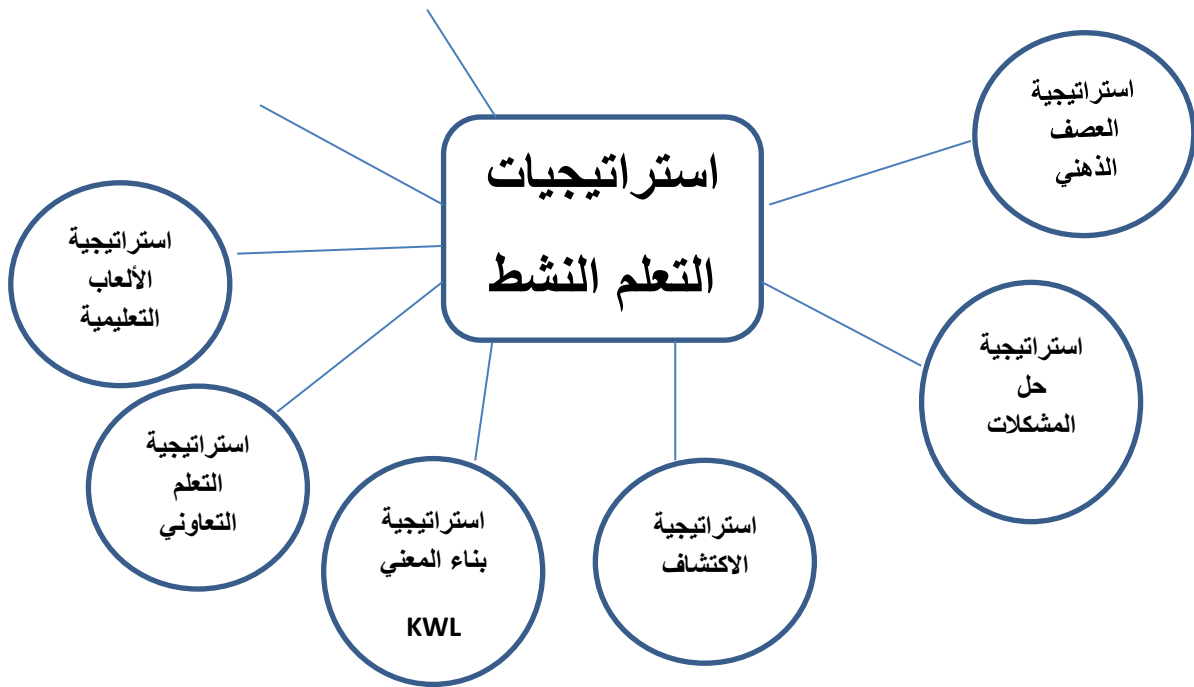 استراتيجيات
التعلم النشط
استراتيجية
العصف
الذهني
استراتيجية
حل
المشكلات
استراتيجية
الاكتشاف
استراتيجية
بناء المعني
KWL
استراتيجية
التعلم
التعاوني
استراتيجية
الألعاب
التعليمية